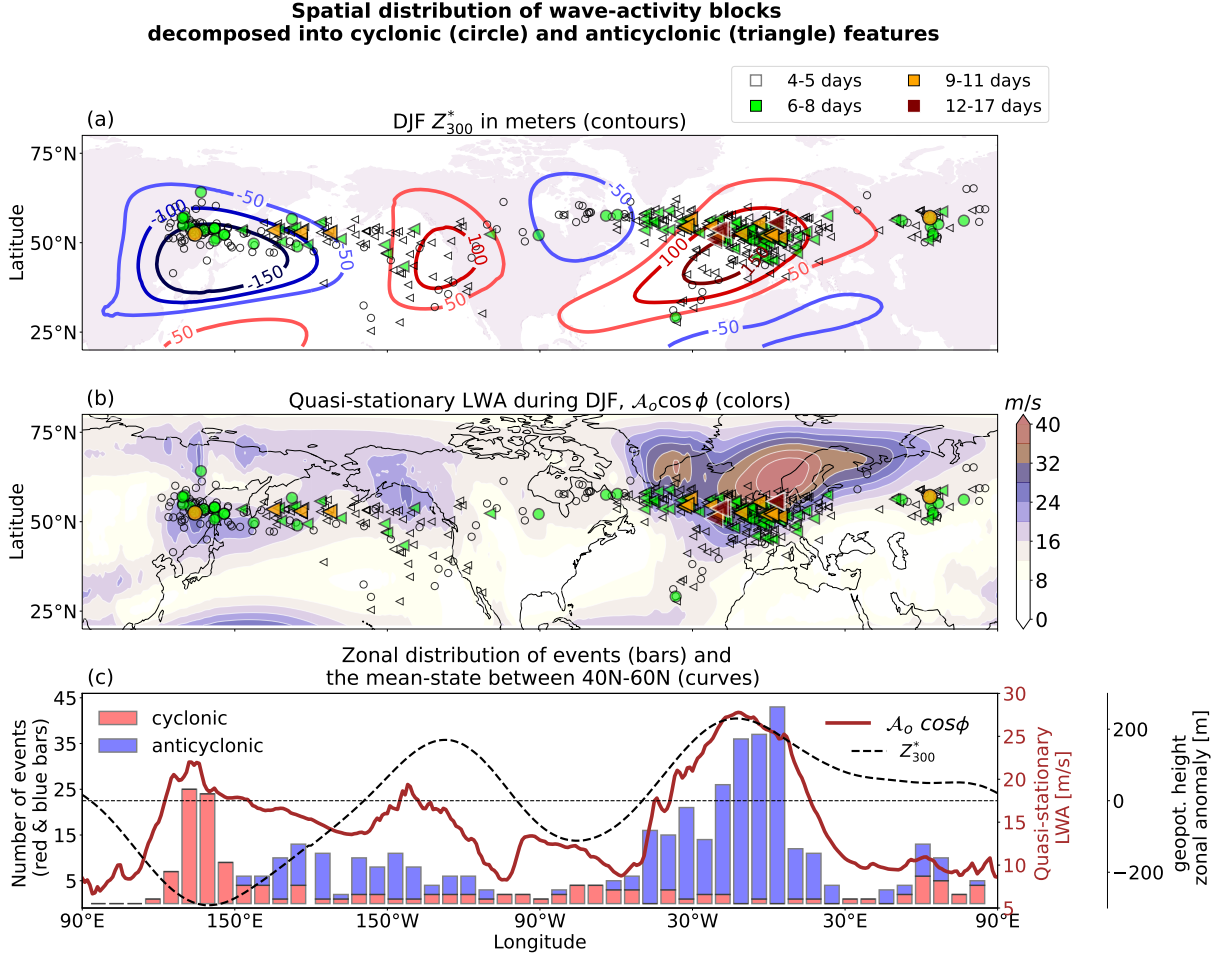 Spatial distribution of wave-activity blocks
decomposed into cyclonic (circle) and anticyclonic (triangle) features
4-5 days
9-11 days
6-8 days
12-17 days
(a)
DJF Z*300 in meters (contours)
75°N
50°N
25°N
Latitude
-50
-100
-150
-50
-50
100
50
-50
100
150
50
-50
(b)
Quasi-stationary LWA during DJF, 𝒜ₒcosϕ (colors)
m/s
75°N
50°N
25°N
Latitude
40
32
24
16
8
0
Zonal distribution of events (bars) and
(c)
the mean-state between 40N-60N (curves)
45
35
25
15
5
Number of events
(red & blue bars)
cyclonic
anticyclonic
𝒜ₒ cosϕ
Z*300
30
25
20
15
10
5
Quasi-stationary
LWA [m/s]
200
0
−200
geopot. height
zonal anomaly [m]
90°E
150°E
150°W
90°W
30°W
30°E
90°E
Longitude